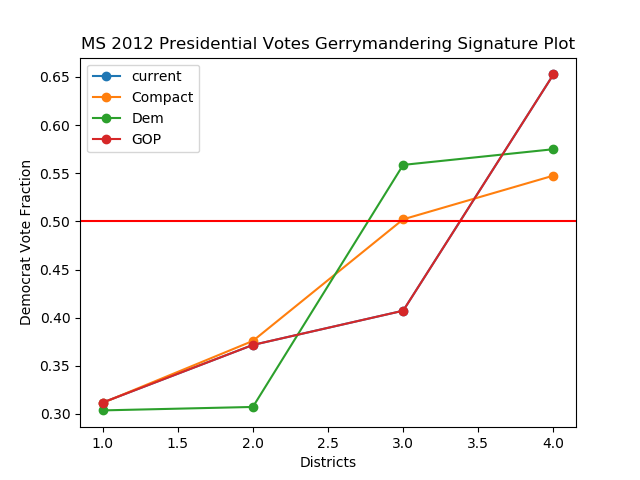 MS 2012 Presidential Votes Gerrymandering Signature Plot
current
Compact
Dem
GOP
0.65
0.60
0.55
0.50
0.45
0.40
0.35
0.30
Democrat Vote Fraction
1.0 1.5 2.0 2.5 3.0 3.5 4.0
Districts